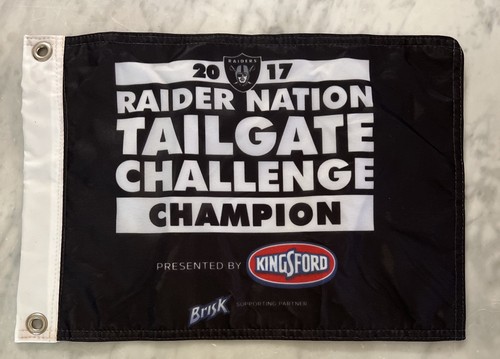 RAIDERS
20 17
RAIDER NATION
TAILGATE
CHALLENGE
CHAMPION
PRESENTED BY KINGSFORD
Brisk SUPPORTING PARTNER